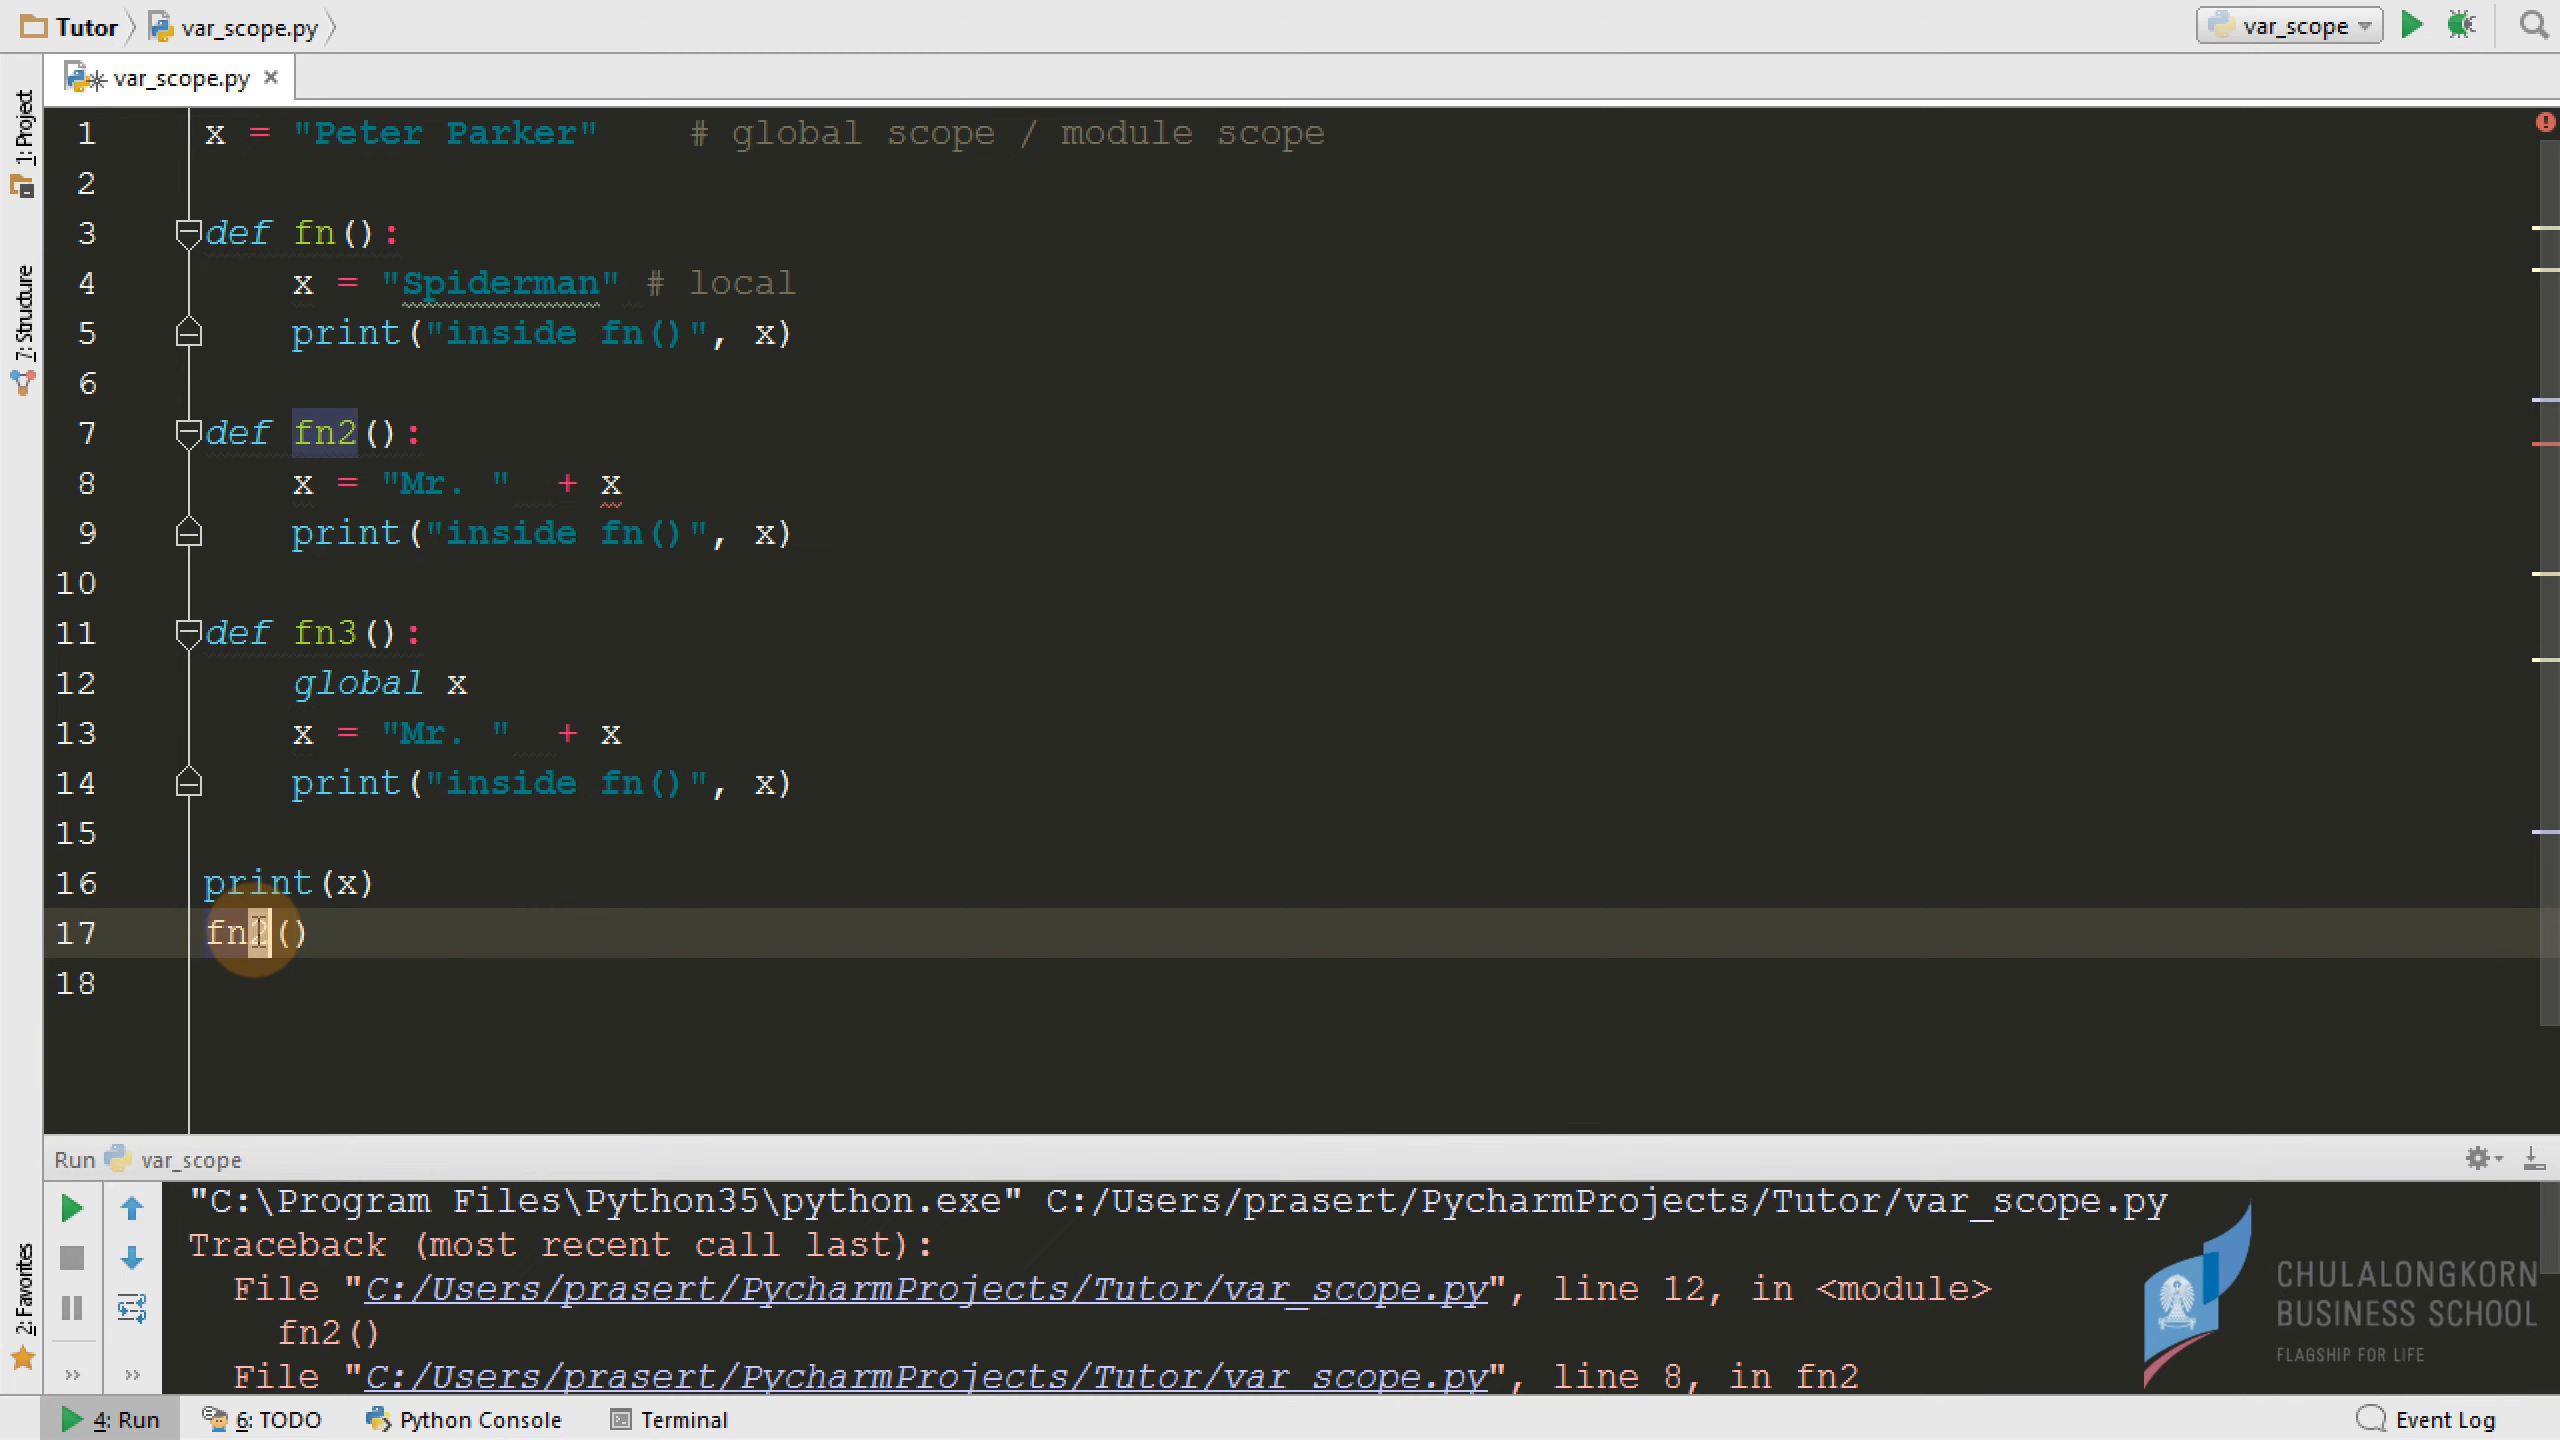 Tutor var_scope.py var_scope
var_scope.py
1: Project
7: Structure
2: Favorites
1 x = "Peter Parker" # global scope / module scope
2
3 def fn():
4 x = "Spiderman" # local
5 print("inside fn()", x)
6
7 def fn2():
8 x = "Mr. " + x
9 print("inside fn()", x)
10
11 def fn3():
12 global x
13 x = "Mr. " + x
14 print("inside fn()", x)
15
16 print(x)
17 fn2()
18
Run var_scope
"C:\Program Files\Python35\python.exe" C:/Users/prasert/PycharmProjects/Tutor/var_scope.py
Traceback (most recent call last):
File "C:/Users/prasert/PycharmProjects/Tutor/var_scope.py", line 12, in <module>
fn2()
File "C:/Users/prasert/PycharmProjects/Tutor/var_scope.py", line 8, in fn2
CHULALONGKORN
BUSINESS SCHOOL
FLAGSHIP FOR LIFE
4: Run 6: TODO Python Console Terminal Event Log